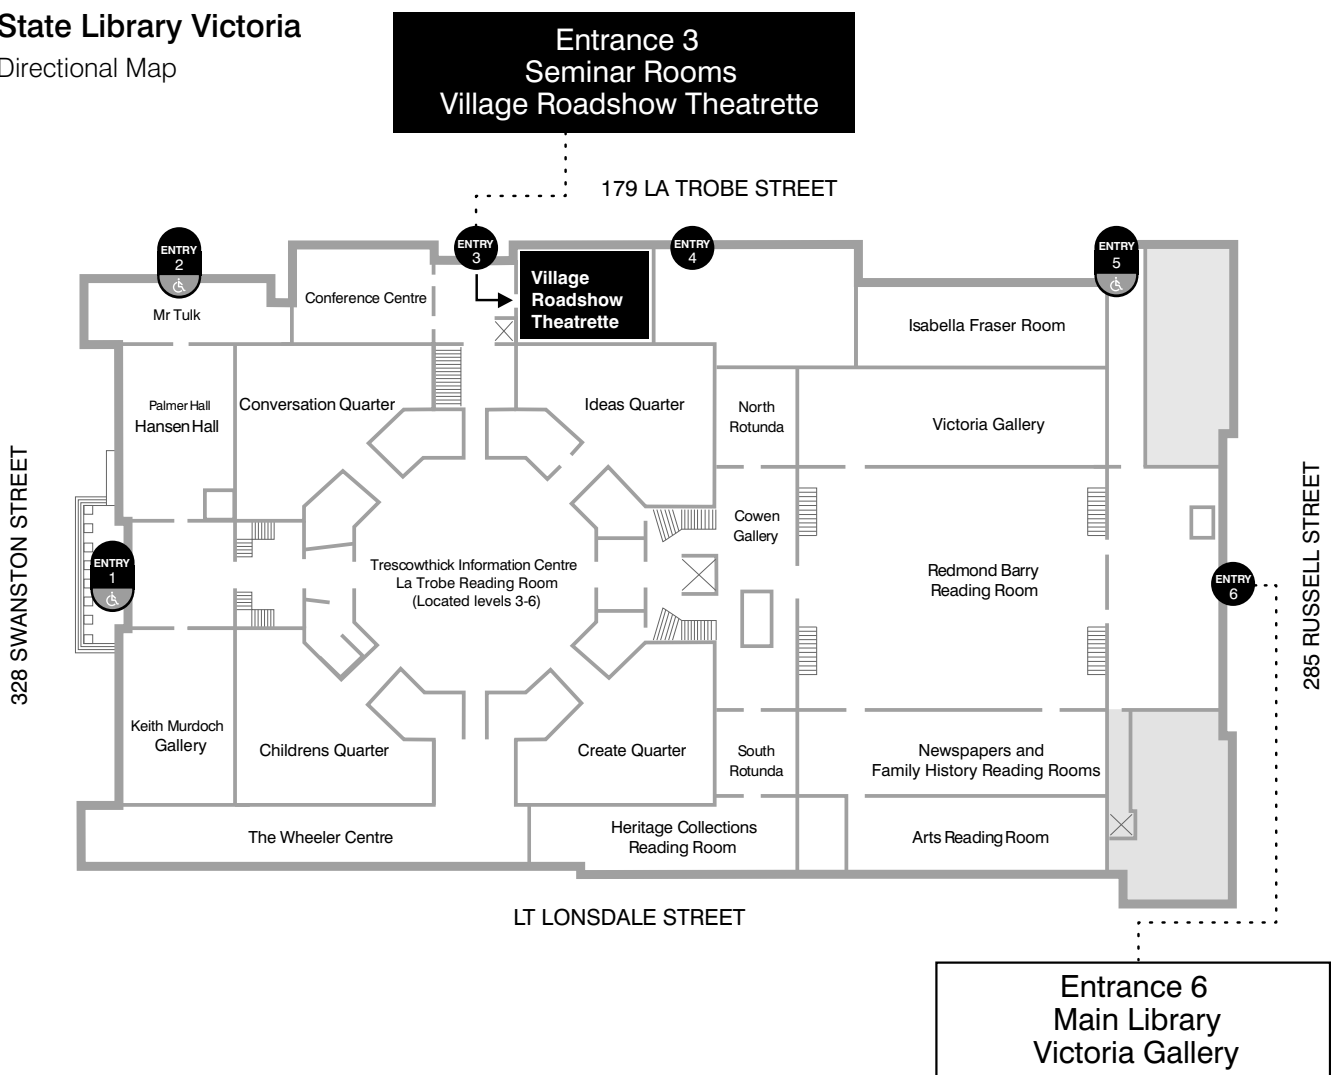 State Library Victoria
Directional Map
Entrance 3
Seminar Rooms
Village Roadshow Theatrette
179 LA TROBE STREET
ENTRY
2
ENTRY
3
ENTRY
4
ENTRY
5
Conference Centre
Mr Tulk
Village
Roadshow
Theatrette
Isabella Fraser Room
Palmer Hall
Hansen Hall
Conversation Quarter
Ideas Quarter
North
Rotunda
Victoria Gallery
328 SWANSTON STREET
ENTRY
1
Trescowthick Information Centre
La Trobe Reading Room
(Located levels 3-6)
Cowen
Gallery
Redmond Barry
Reading Room
ENTRY
6
285 RUSSELL STREET
Keith Murdoch
Gallery
Childrens Quarter
Create Quarter
South
Rotunda
Newspapers and
Family History Reading Rooms
The Wheeler Centre
Heritage Collections
Reading Room
Arts Reading Room
LT LONSDALE STREET
Entrance 6
Main Library
Victoria Gallery